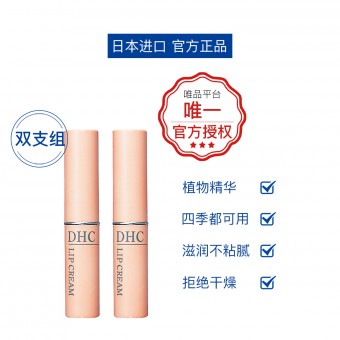 日本进口 官方正品
唯品平台
唯一
官方授权
双支组
DHC
LIP CREAM
DHC
LIP CREAM
植物精华
四季都可用
滋润不粘腻
拒绝干燥